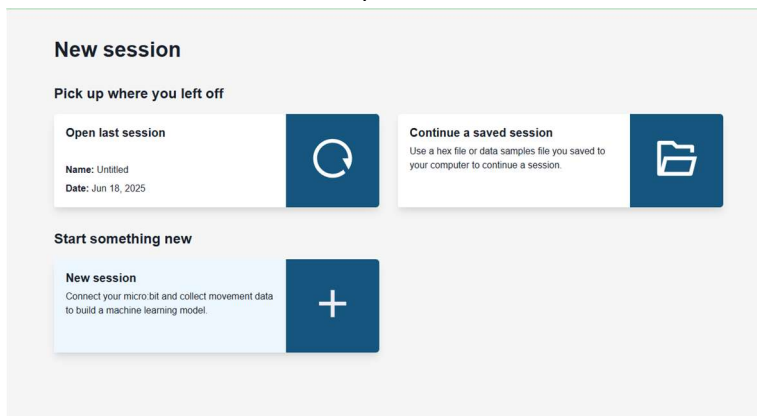 New session
Pick up where you left off
Open last session
Name: Untitled
Date: Jun 18, 2025
Continue a saved session
Use a hex file or data samples file you saved to
your computer to continue a session.
Start something new
New session
Connect your micro:bit and collect movement data
to build a machine learning model.